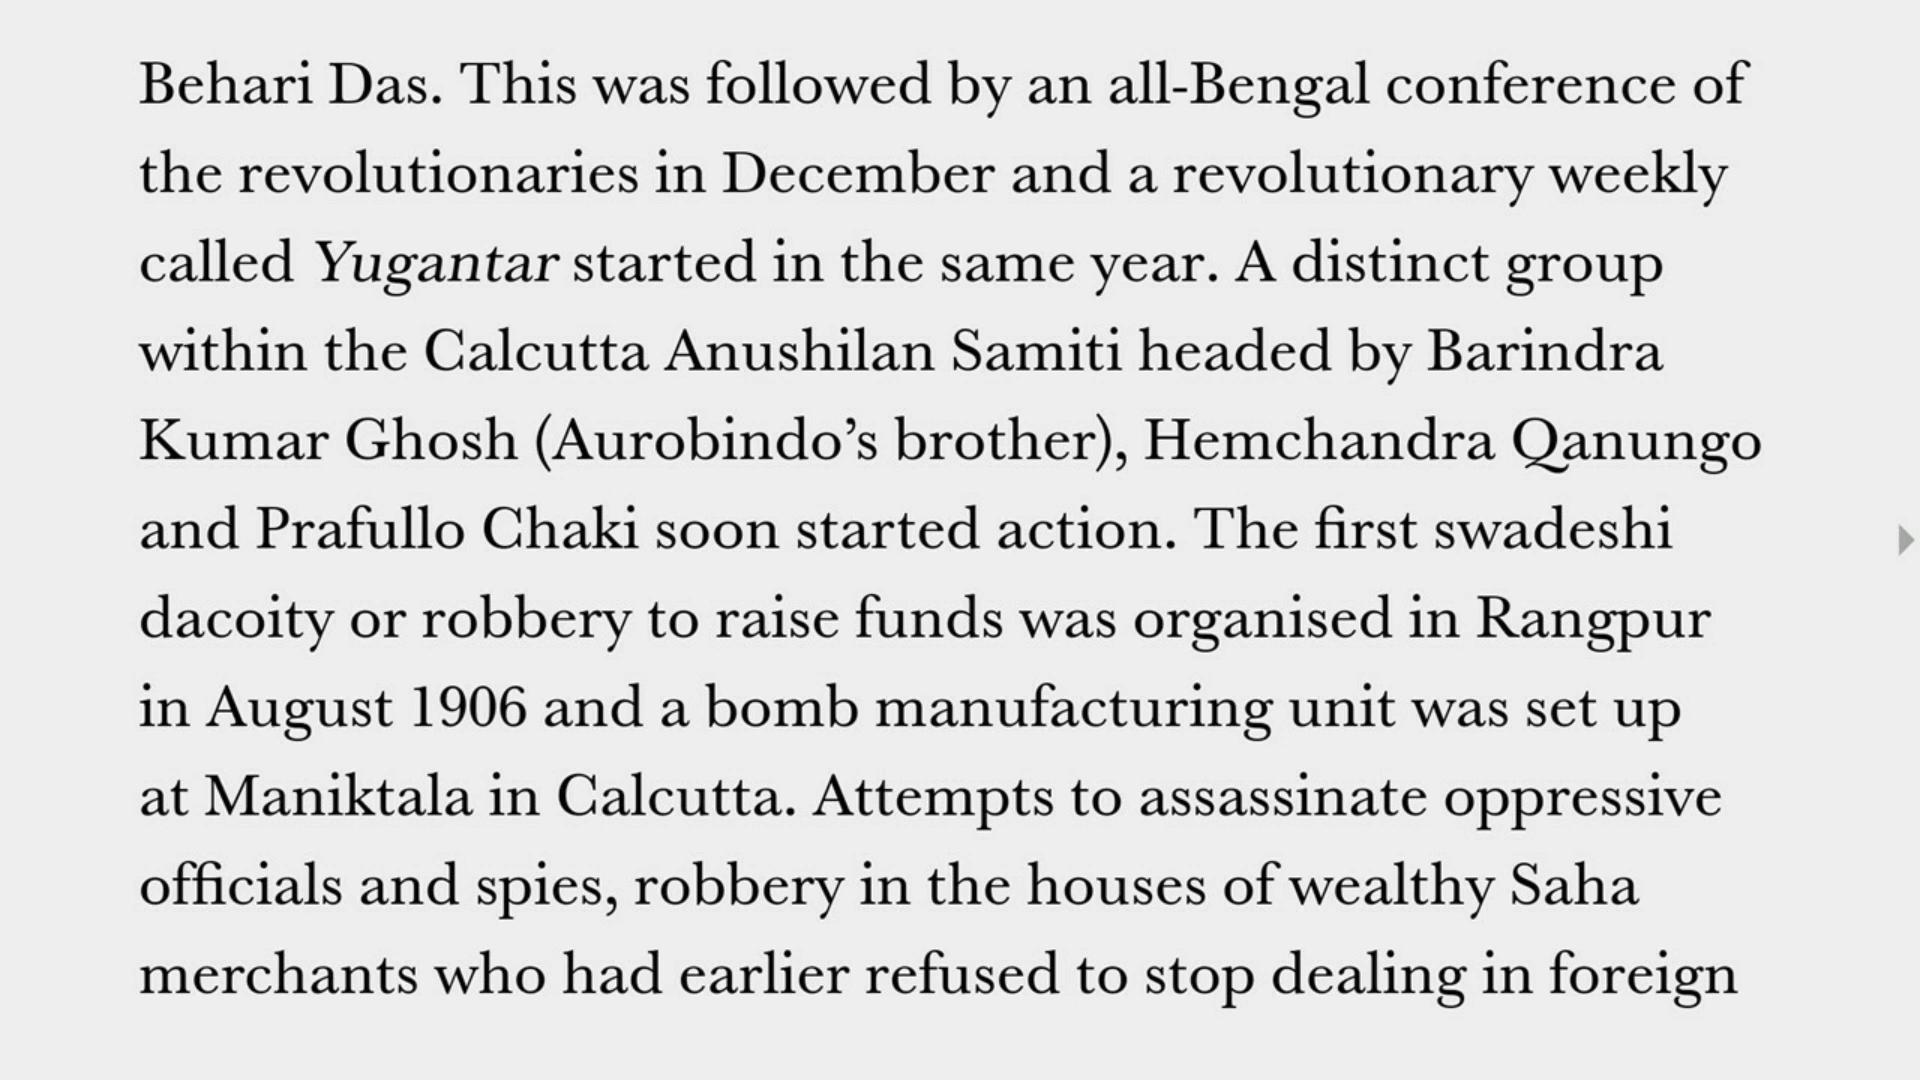 Behari Das. This was followed by an all-Bengal conference of
the revolutionaries in December and a revolutionary weekly
called Yugantar started in the same year. A distinct group
within the Calcutta Anushilan Samiti headed by Barindra
Kumar Ghosh (Aurobindo’s brother), Hemchandra Qanungo
and Prafullo Chaki soon started action. The first swadeshi
dacoity or robbery to raise funds was organised in Rangpur
in August 1906 and a bomb manufacturing unit was set up
at Maniktala in Calcutta. Attempts to assassinate oppressive
officials and spies, robbery in the houses of wealthy Saha
merchants who had earlier refused to stop dealing in foreign